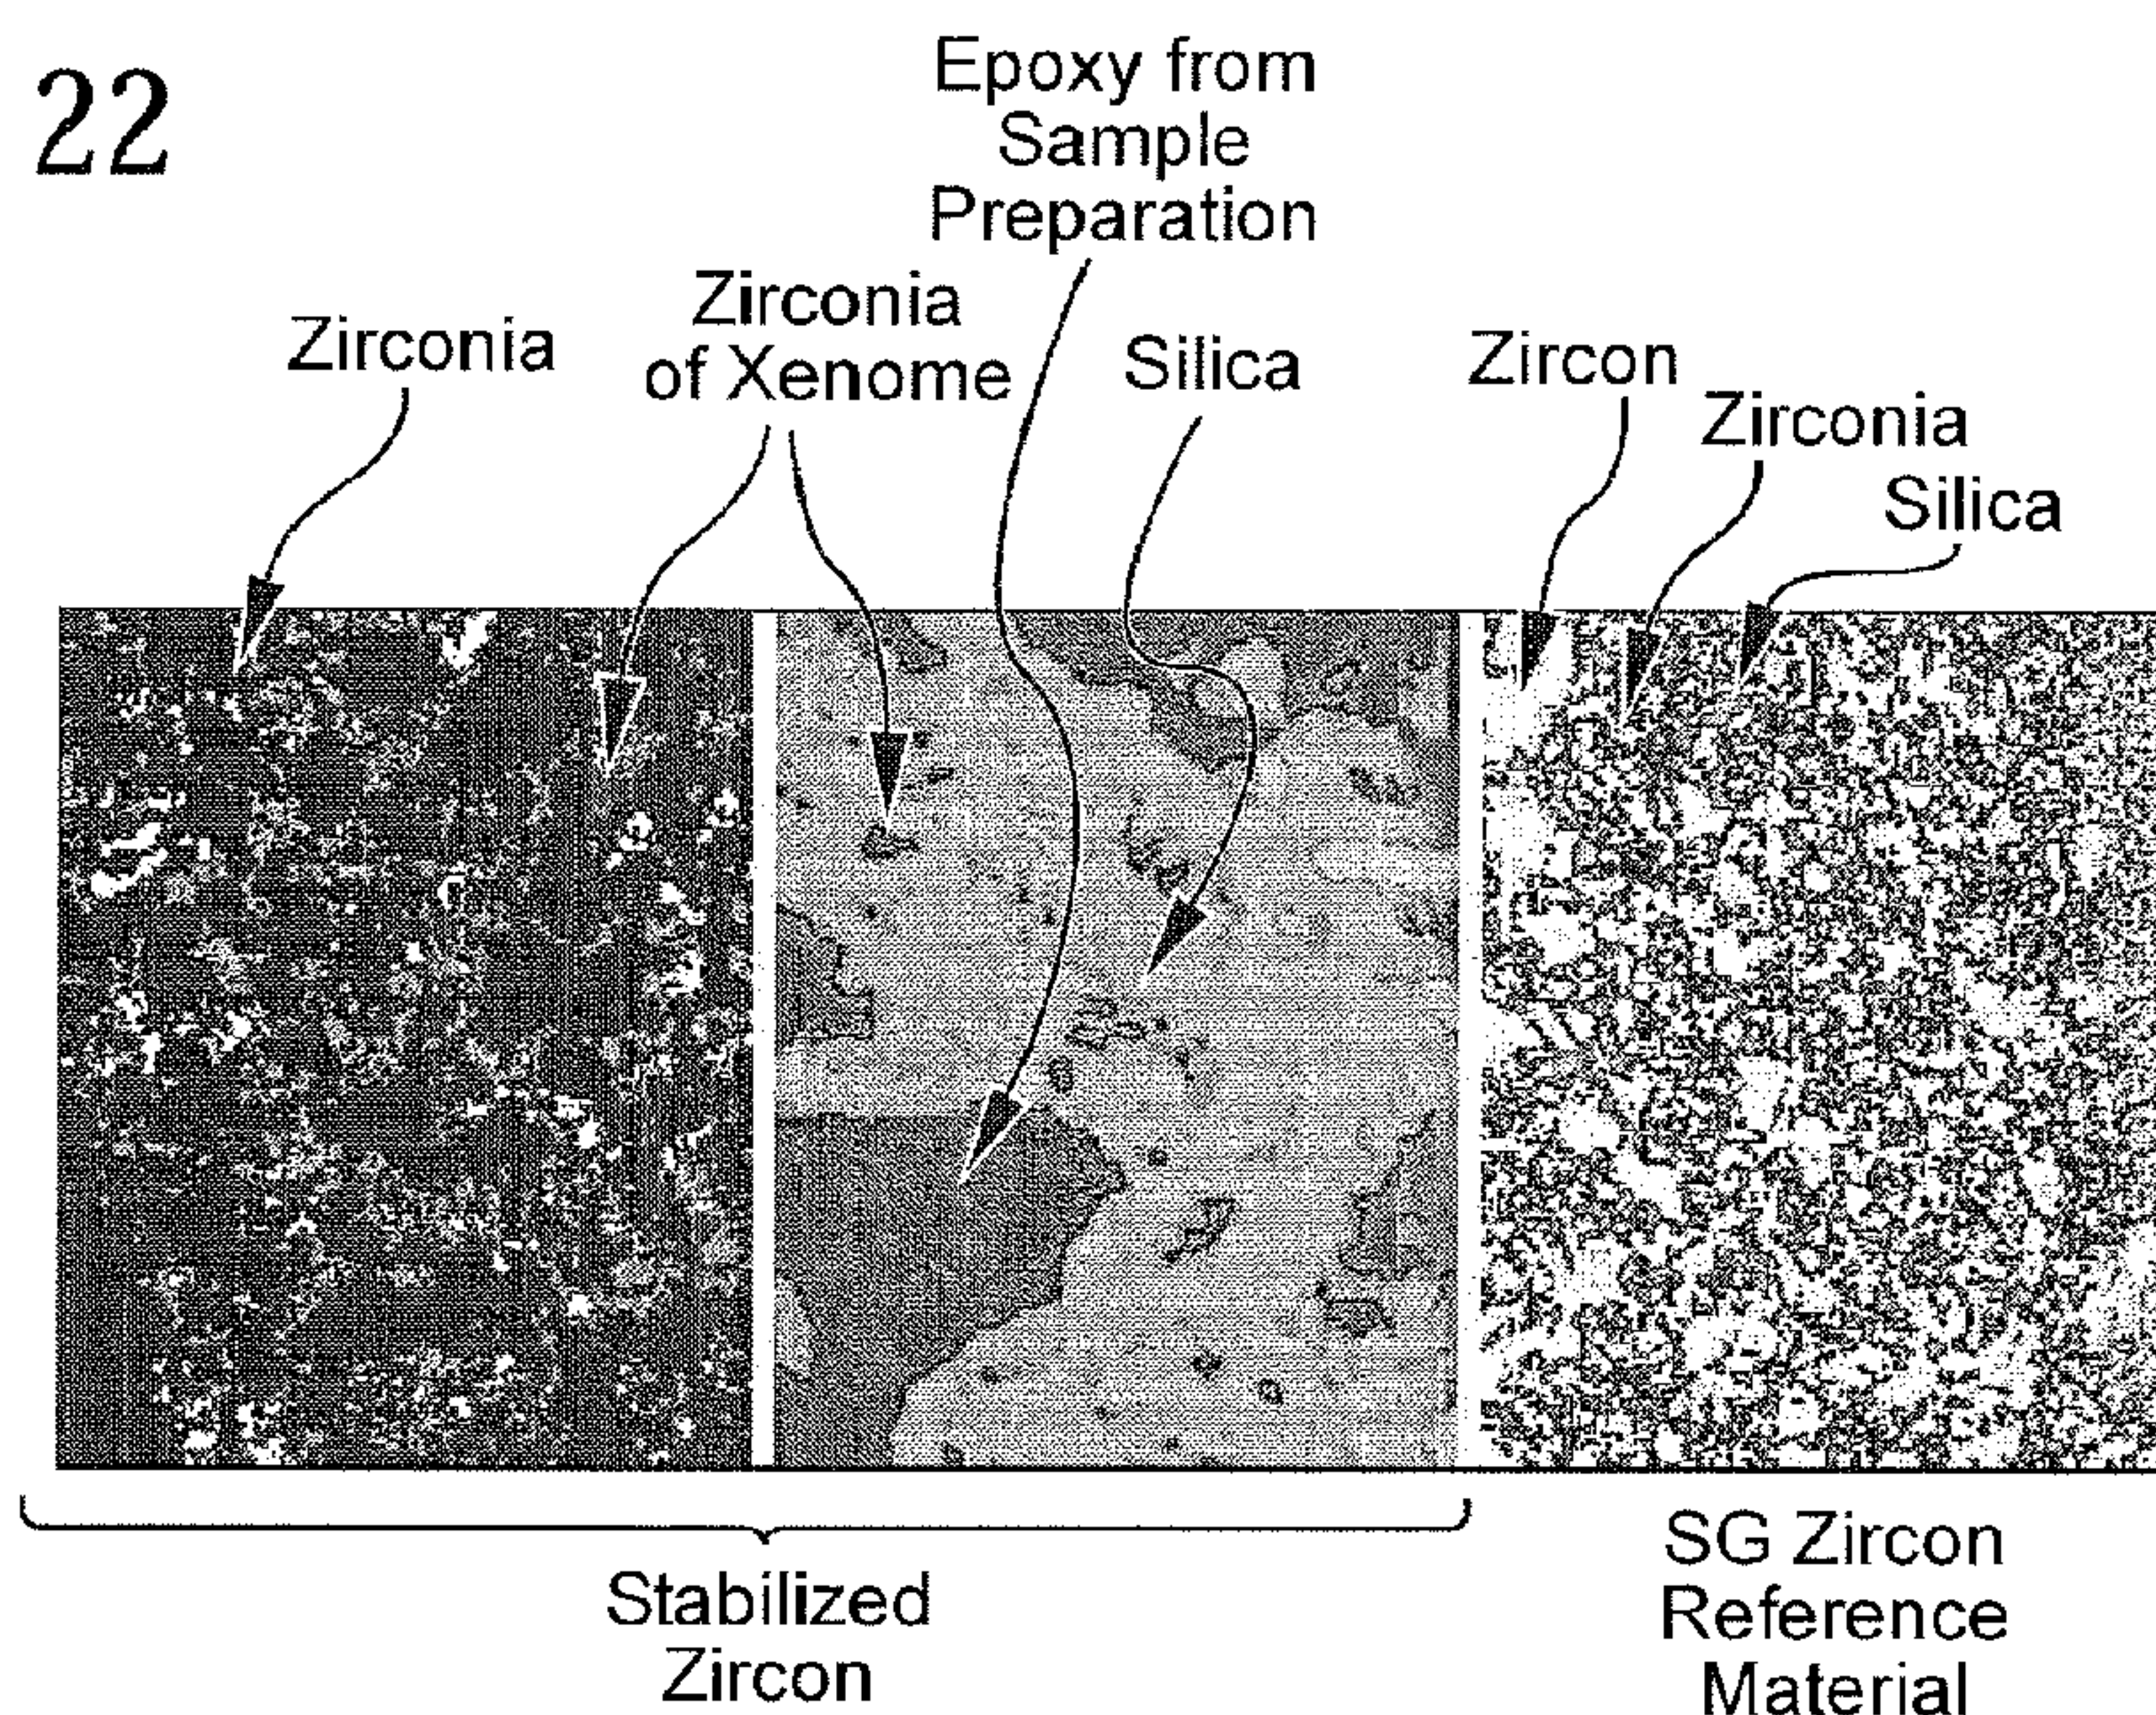 22
Epoxy from
Sample
Preparation
Zirconia
Zirconia
of Xenome
Silica
Zircon
Zirconia
Silica
Stabilized
Zircon
SG Zircon
Reference
Material